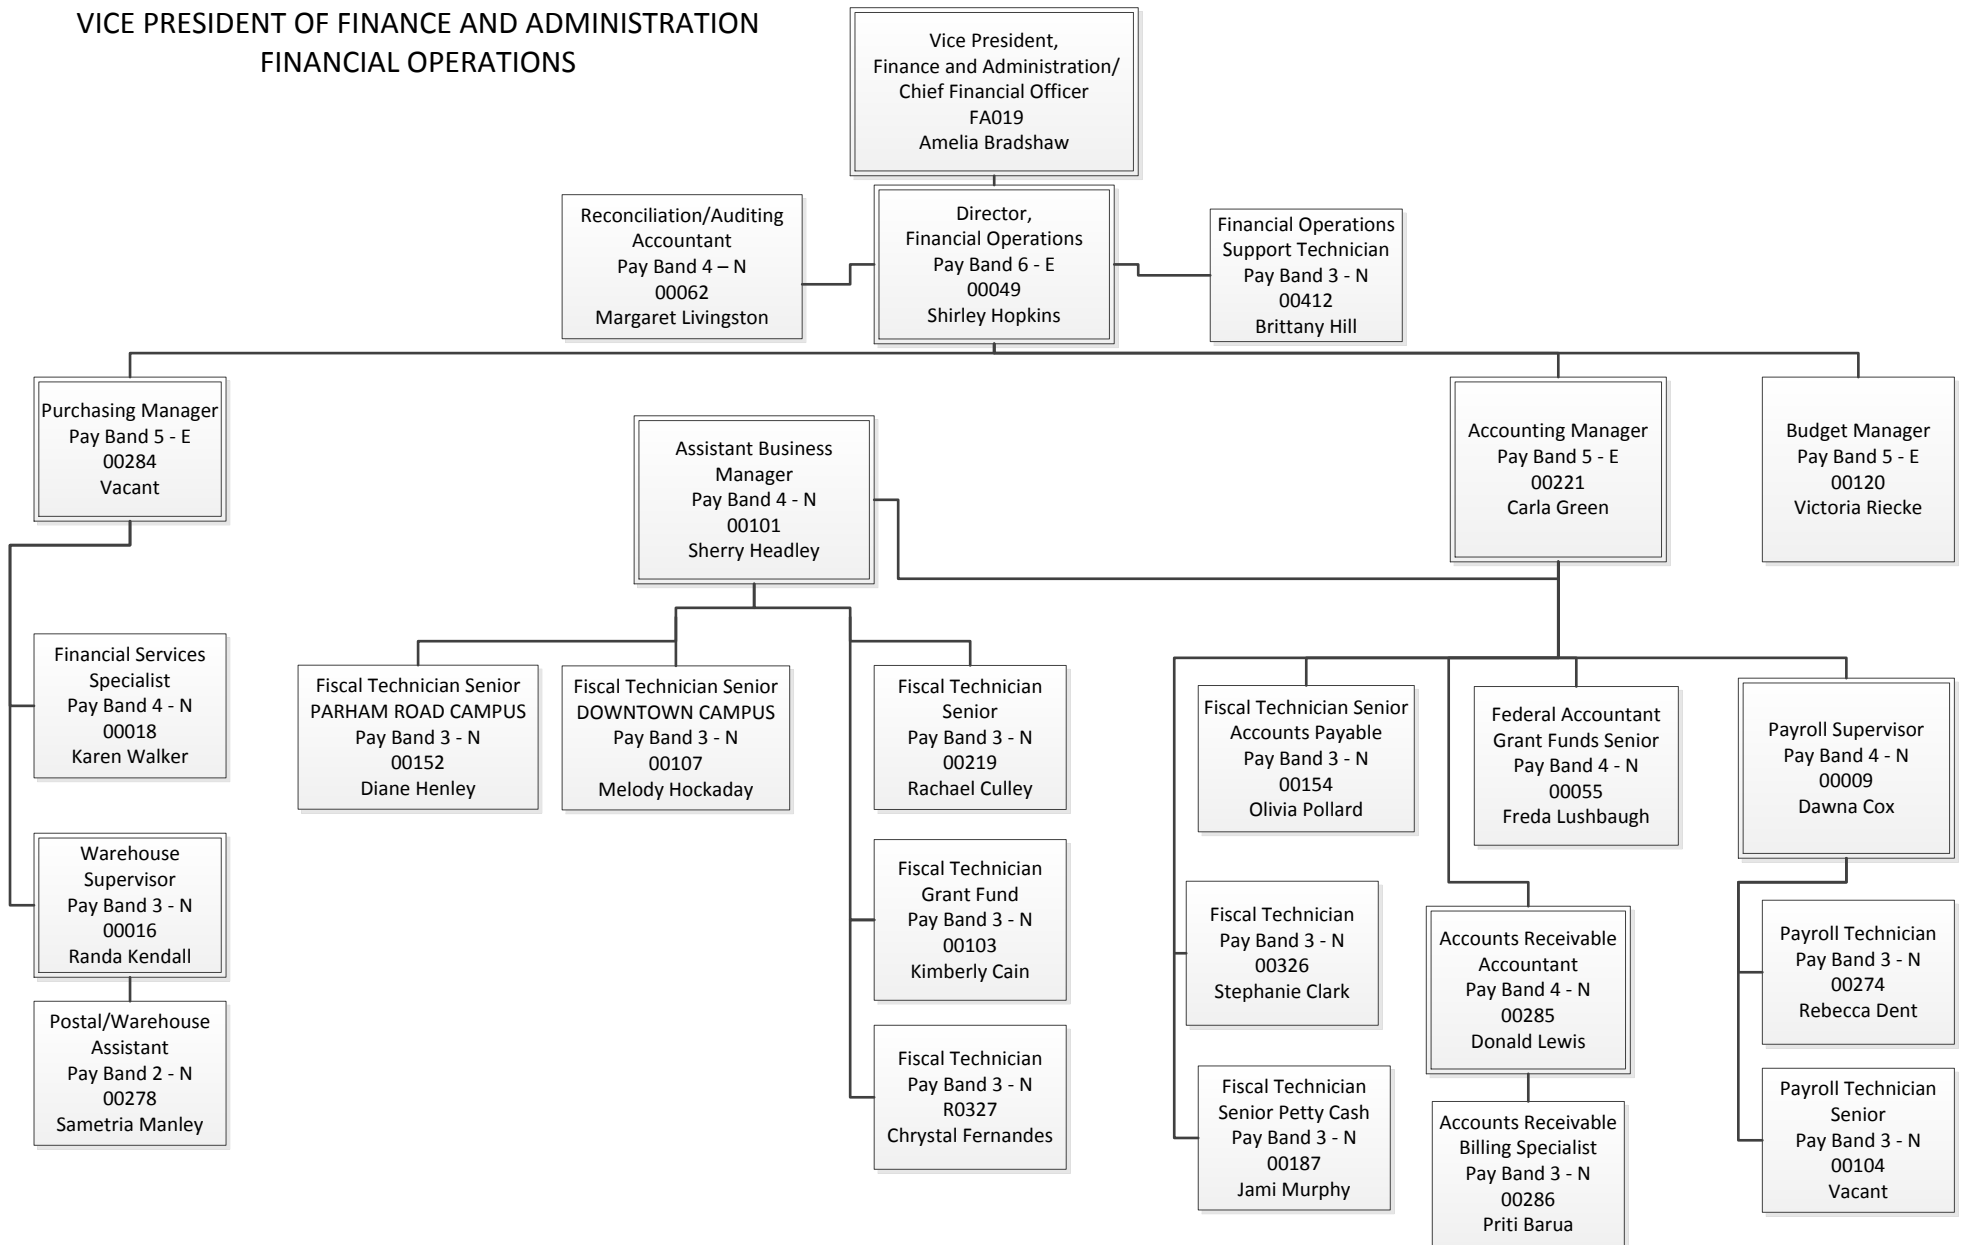 VICE PRESIDENT OF FINANCE AND ADMINISTRATION
FINANCIAL OPERATIONS
Vice President,
Finance and Administration/
Chief Financial Officer
FA019
Amelia Bradshaw
Reconciliation/Auditing
Accountant
Pay Band 4 – N
00062
Margaret Livingston
Director,
Financial Operations
Pay Band 6 - E
00049
Shirley Hopkins
Financial Operations
Support Technician
Pay Band 3 - N
00412
Brittany Hill
Purchasing Manager
Pay Band 5 - E
00284
Vacant
Assistant Business
Manager
Pay Band 4 - N
00101
Sherry Headley
Accounting Manager
Pay Band 5 - E
00221
Carla Green
Budget Manager
Pay Band 5 - E
00120
Victoria Riecke
Financial Services
Specialist
Pay Band 4 - N
00018
Karen Walker
Fiscal Technician Senior
PARHAM ROAD CAMPUS
Pay Band 3 - N
00152
Diane Henley
Fiscal Technician Senior
DOWNTOWN CAMPUS
Pay Band 3 - N
00107
Melody Hockaday
Fiscal Technician
Senior
Pay Band 3 - N
00219
Rachael Culley
Fiscal Technician Senior
Accounts Payable
Pay Band 3 - N
00154
Olivia Pollard
Federal Accountant
Grant Funds Senior
Pay Band 4 - N
00055
Freda Lushbaugh
Payroll Supervisor
Pay Band 4 - N
00009
Dawna Cox
Warehouse
Supervisor
Pay Band 3 - N
00016
Randa Kendall
Fiscal Technician
Grant Fund
Pay Band 3 - N
00103
Kimberly Cain
Fiscal Technician
Pay Band 3 - N
00326
Stephanie Clark
Accounts Receivable
Accountant
Pay Band 4 - N
00285
Donald Lewis
Payroll Technician
Pay Band 3 - N
00274
Rebecca Dent
Postal/Warehouse
Assistant
Pay Band 2 - N
00278
Sametria Manley
Fiscal Technician
Pay Band 3 - N
R0327
Chrystal Fernandes
Fiscal Technician
Senior Petty Cash
Pay Band 3 - N
00187
Jami Murphy
Accounts Receivable
Billing Specialist
Pay Band 3 - N
00286
Priti Barua
Payroll Technician
Senior
Pay Band 3 - N
00104
Vacant